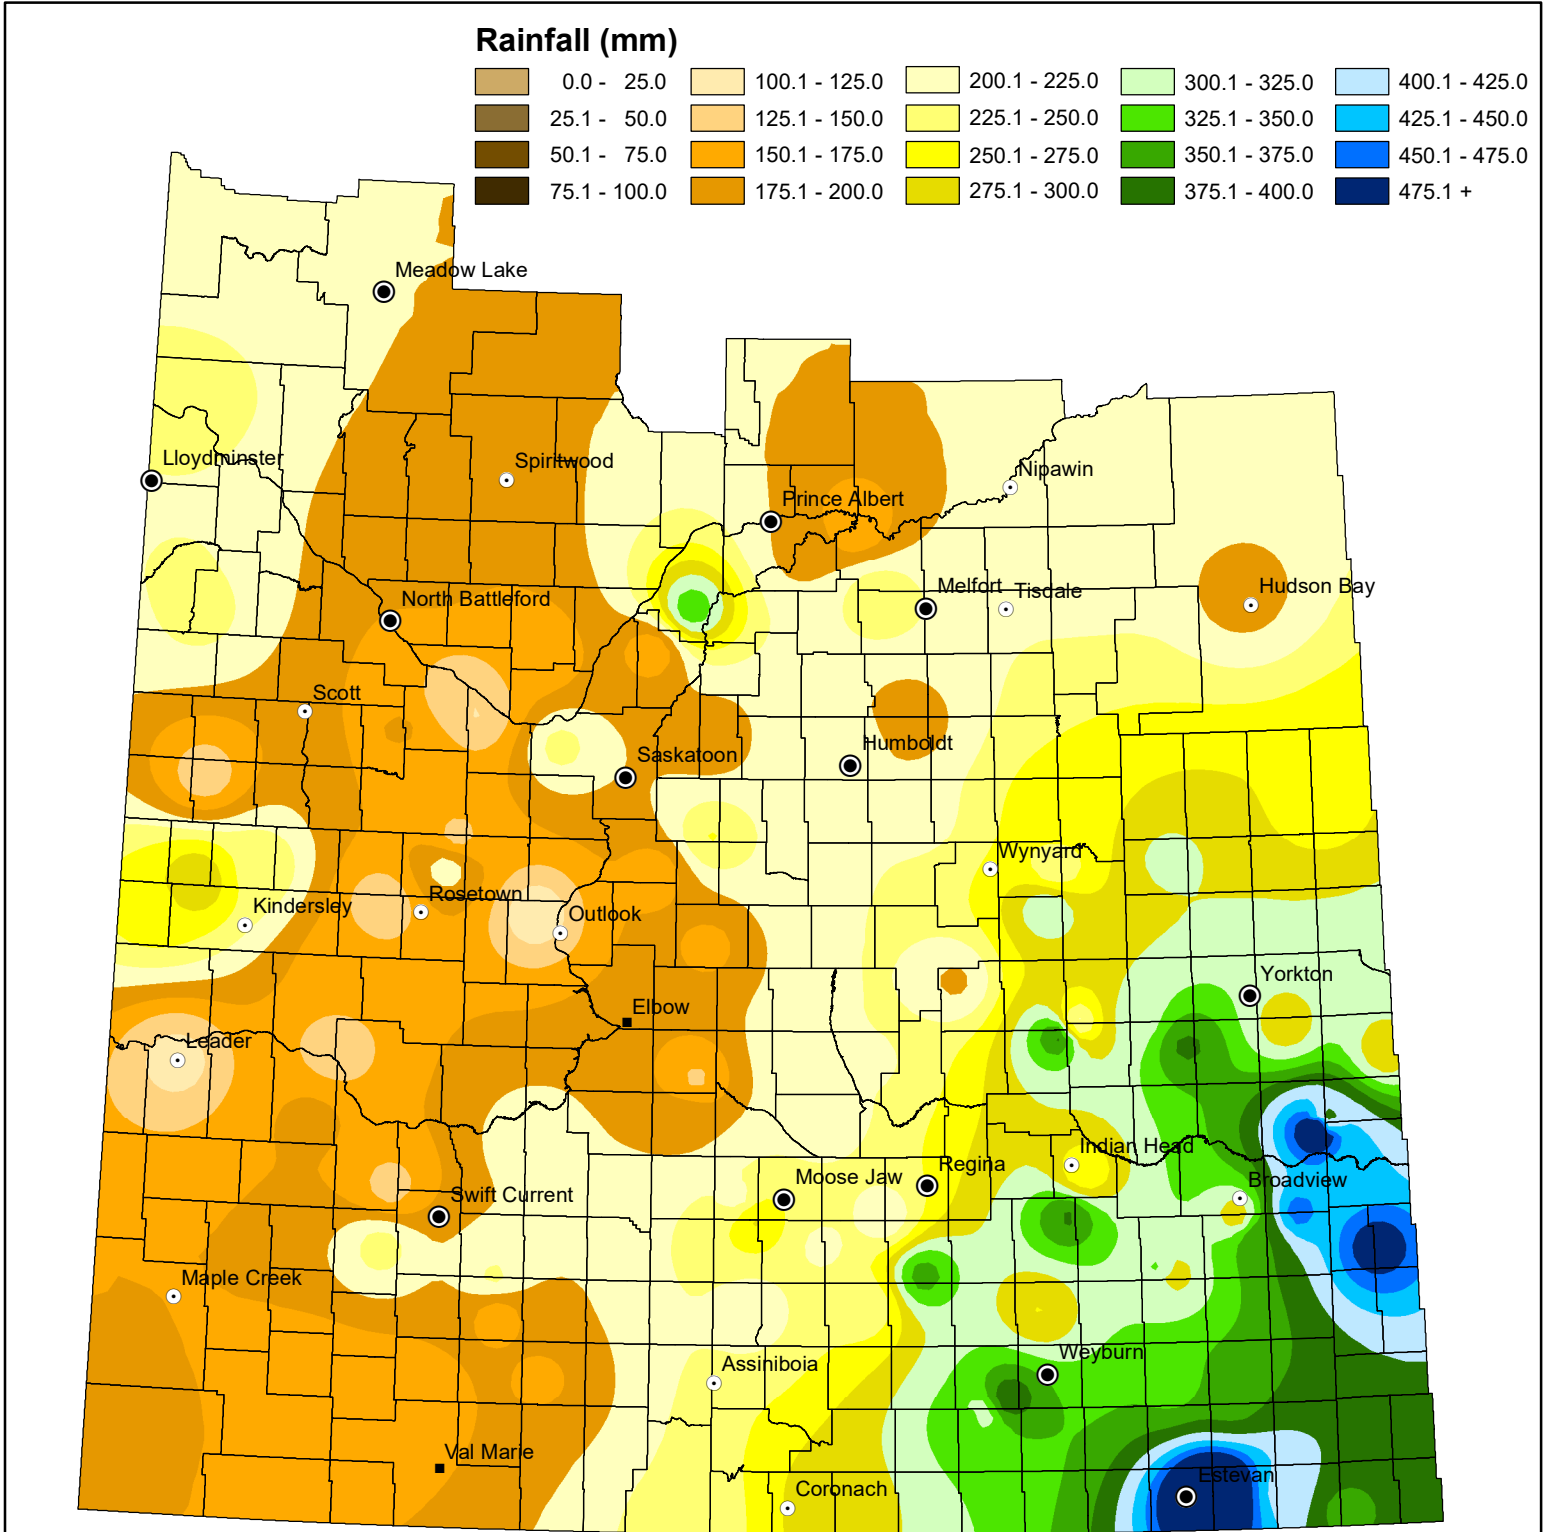 Rainfall (mm)
0.0 - 25.0 100.1 - 125.0 200.1 - 225.0 300.1 - 325.0 400.1 - 425.0
25.1 - 50.0 125.1 - 150.0 225.1 - 250.0 325.1 - 350.0 425.1 - 450.0
50.1 - 75.0 150.1 - 175.0 250.1 - 275.0 350.1 - 375.0 450.1 - 475.0
75.1 - 100.0 175.1 - 200.0 275.1 - 300.0 375.1 - 400.0 475.1 +
Meadow Lake
Lloydminster
Spiritwood
Nipawin
Prince Albert
Hudson Bay
Melfort
Tisdale
North Battleford
Scott
Humboldt
Saskatoon
Wynyard
Rosetown
Kindersley
Outlook
Yorkton
Elbow
Leader
Indian Head
Regina
Moose Jaw
Broadview
Swift Current
Maple Creek
Weyburn
Assiniboia
Val Marie
Estevan
Coronach